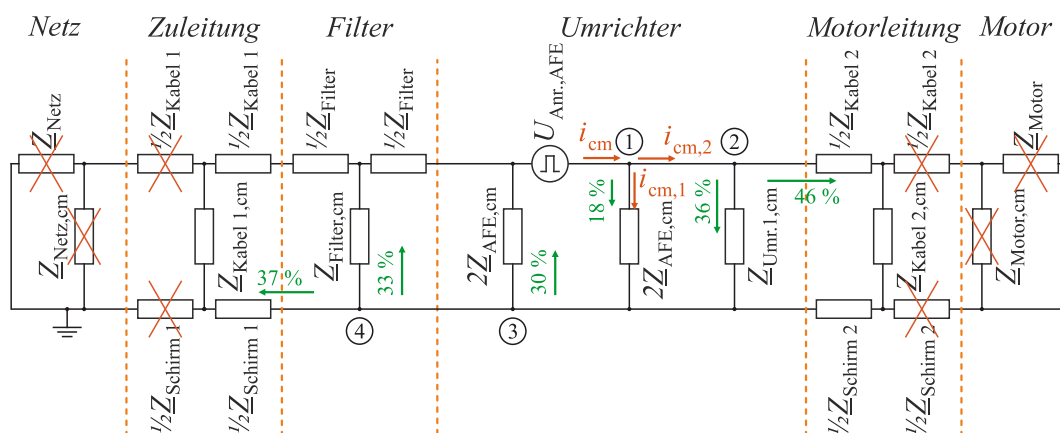 Netz
Zuleitung
Filter
Umrichter
Motorleitung
Motor
Z_Netz
½Z_Kabel 1
½Z_Kabel 1
½Z_Filter
½Z_Filter
U_Anr.,AFE
i_cm
1
i_cm,2
2
½Z_Kabel 2
½Z_Kabel 2
Z_Motor
Z_Netz,cm
Z_Kabel 1,cm
Z_Filter,cm
33 %
2Z_AFE,cm
30 %
18 %
i_cm,1
2Z_AFE,cm
36 %
Z_Umr.1,cm
46 %
Z_Kabel 2,cm
Z_Motor,cm
37 %
½Z_Schirm 1
½Z_Schirm 1
4
3
½Z_Schirm 2
½Z_Schirm 2